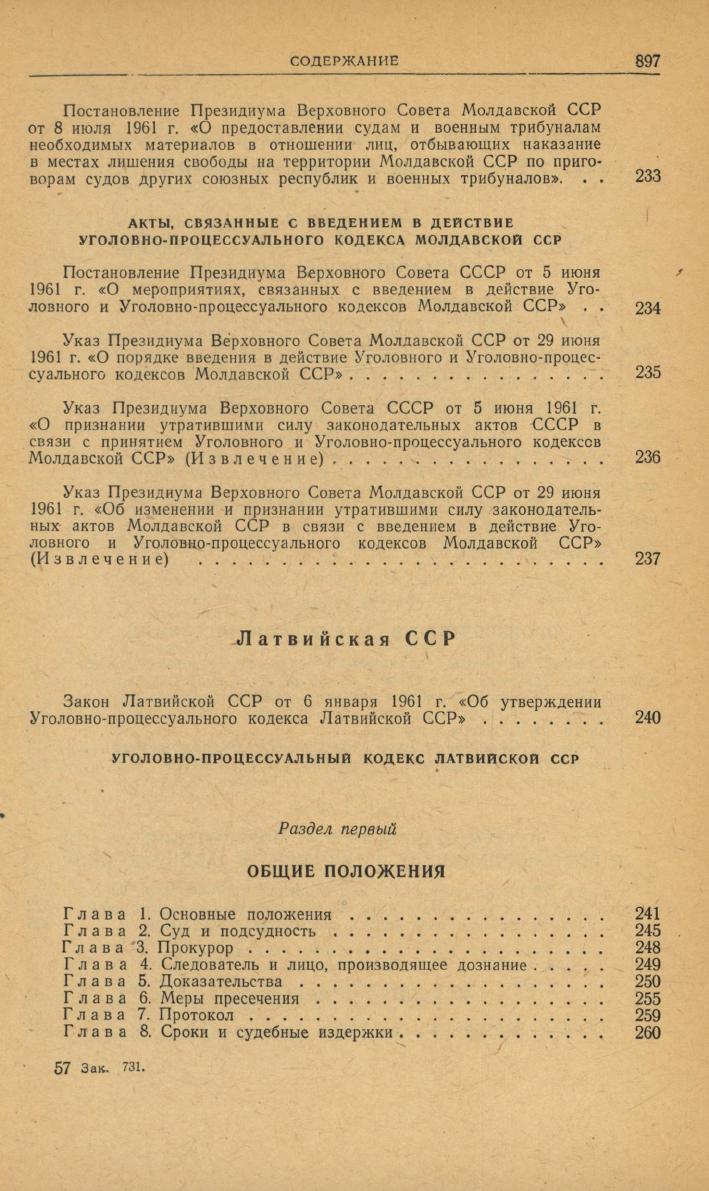 СОДЕРЖАНИЕ 897
Постановление Президиума Верховного Совета Молдавской ССР
от 8 июля 1961 г. «О предоставлении судам и военным трибуналам
необходимых материалов в отношении лиц, отбывающих наказание
в местах лишения свободы на территории Молдавской ССР по приго-
ворам судов других союзных республик и военных трибуналов». . . 233
АКТЫ, СВЯЗАННЫЕ С ВВЕДЕНИЕМ В ДЕЙСТВИЕ
УГОЛОВНО-ПРОЦЕССУАЛЬНОГО КОДЕКСА МОЛДАВСКОЙ ССР
Постановление Президиума Верховного Совета СССР от 5 июня
1961 г. «О мероприятиях, связанных с введением в действие Уго-
ловного и Уголовно-процессуального кодексов Молдавской ССР» . . 234
Указ Президиума Верховного Совета Молдавской ССР от 29 июня
1961 г. «О порядке введения в действие Уголовного и Уголовно-процес-
суального кодексов Молдавской ССР» . . . . . . . . . . . . . . . . 235
Указ Президиума Верховного Совета СССР от 5 июня 1961 г.
«О признании утратившими силу законодательных актов СССР в
связи с принятием Уголовного и Уголовно-процессуального кодексов
Молдавской ССР» (Извлечение) . . . . . . . . . . . . . . . . . 236
Указ Президиума Верховного Совета Молдавской ССР от 29 июня
1961 г. «Об изменении и признании утратившими силу законодатель-
ных актов Молдавской ССР в связи с введением в действие Уго-
ловного и Уголовно-процессуального кодексов Молдавской ССР»
(Извлечение) . . . . . . . . . . . . . . . . . . . . . . . . . 237
Латвийская ССР
Закон Латвийской ССР от 6 января 1961 г. «Об утверждении
Уголовно-процессуального кодекса Латвийской ССР» . . . . . . . . 240
УГОЛОВНО-ПРОЦЕССУАЛЬНЫЙ КОДЕКС ЛАТВИЙСКОЙ ССР
Раздел первый
ОБЩИЕ ПОЛОЖЕНИЯ
Глава 1. Основные положения . . . . . . . . . . . . . . . . 241
Глава 2. Суд и подсудность . . . . . . . . . . . . . . . . . 245
Глава 3. Прокурор . . . . . . . . . . . . . . . . . . . . . . 248
Глава 4. Следователь и лицо, производящее дознание . . . . . 249
Глава 5. Доказательства . . . . . . . . . . . . . . . . . . . 250
Глава 6. Меры пресечения . . . . . . . . . . . . . . . . . . 255
Глава 7. Протокол . . . . . . . . . . . . . . . . . . . . . . 259
Глава 8. Сроки и судебные издержки . . . . . . . . . . . . . 260
57 Зак. 731.